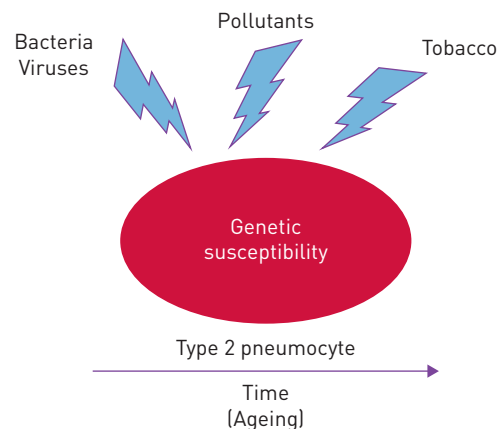 Bacteria
Viruses
Pollutants
Tobacco
Genetic
susceptibility
Type 2 pneumocyte
Time
(Ageing)